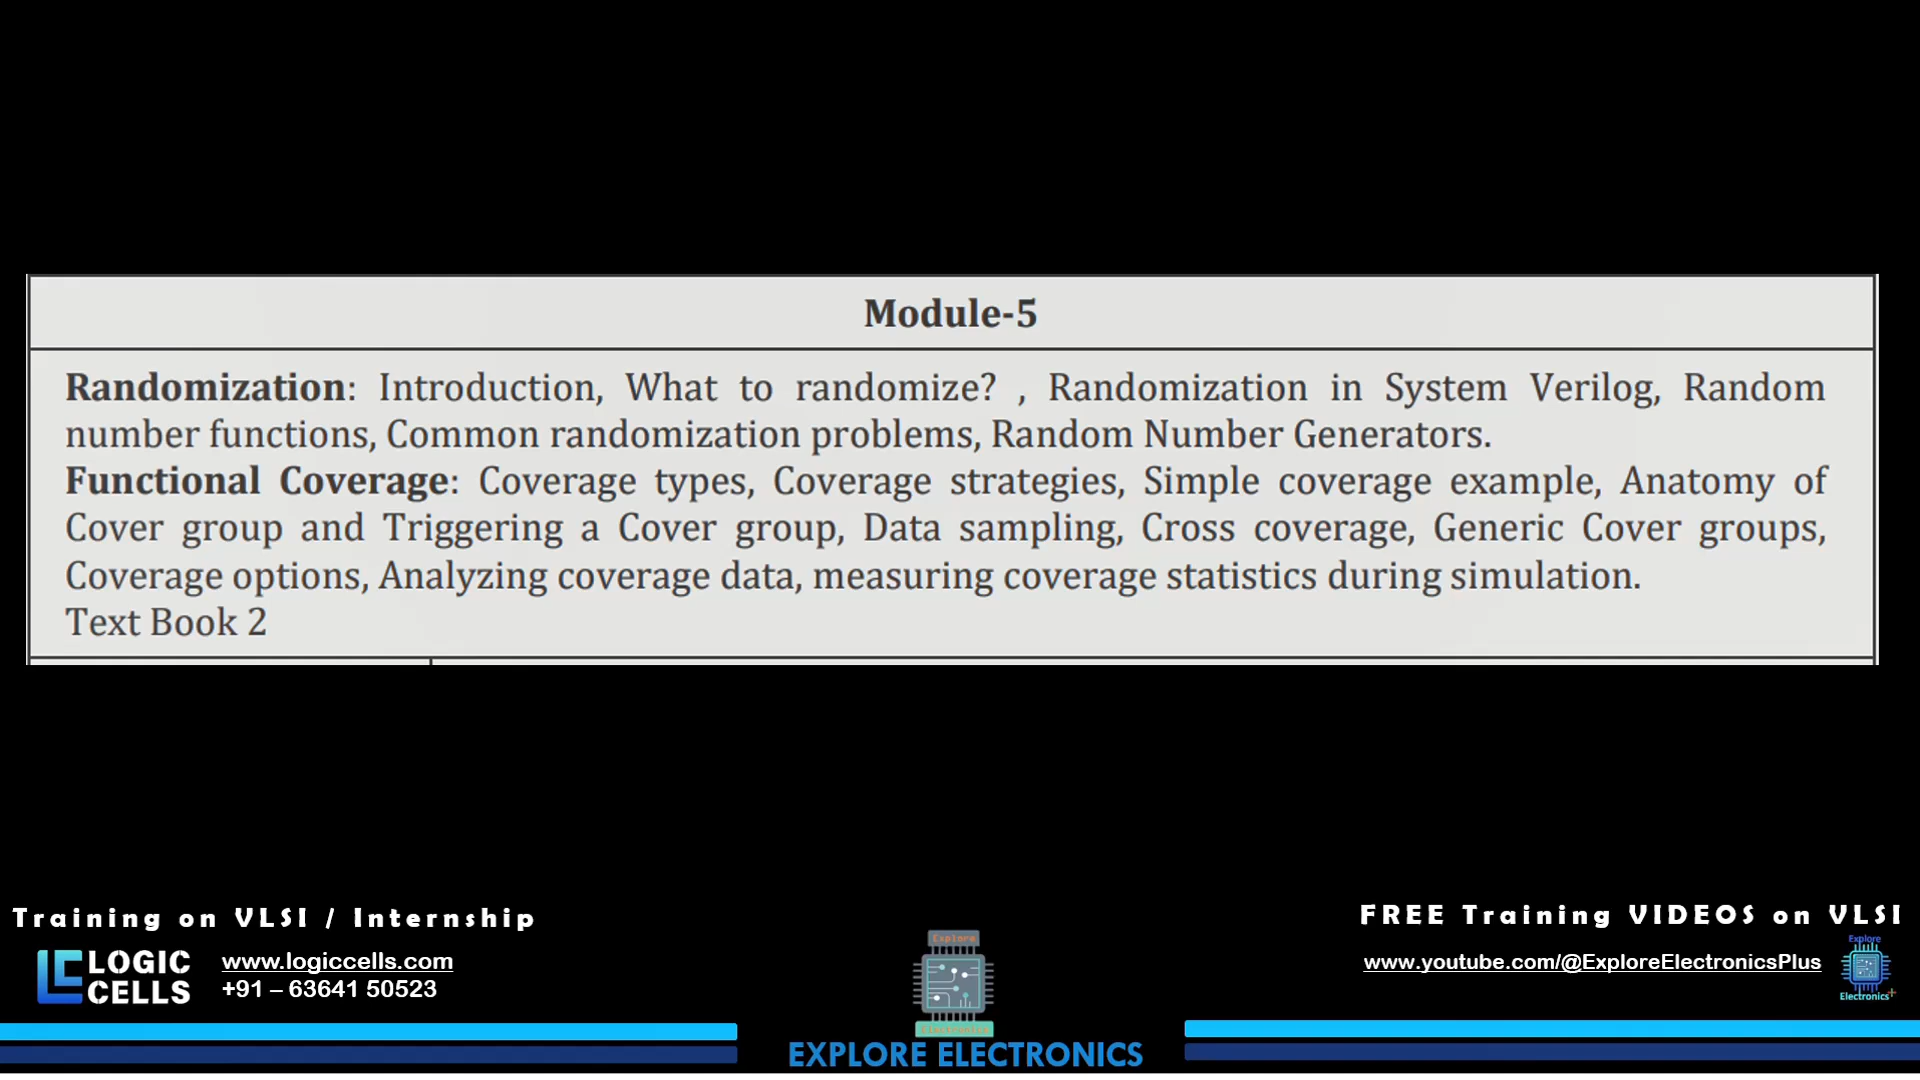 Module-5
Randomization: Introduction, What to randomize? , Randomization in System Verilog, Random
number functions, Common randomization problems, Random Number Generators.
Functional Coverage: Coverage types, Coverage strategies, Simple coverage example, Anatomy of
Cover group and Triggering a Cover group, Data sampling, Cross coverage, Generic Cover groups,
Coverage options, Analyzing coverage data, measuring coverage statistics during simulation.
Text Book 2
Training on VLSI / Internship
LOGIC
CELLS
www.logiccells.com
+91 – 63641 50523
Explore
Electronics
EXPLORE ELECTRONICS
FREE Training VIDEOS on VLSI
www.youtube.com/@ExploreElectronicsPlus
Explore
Electronics+